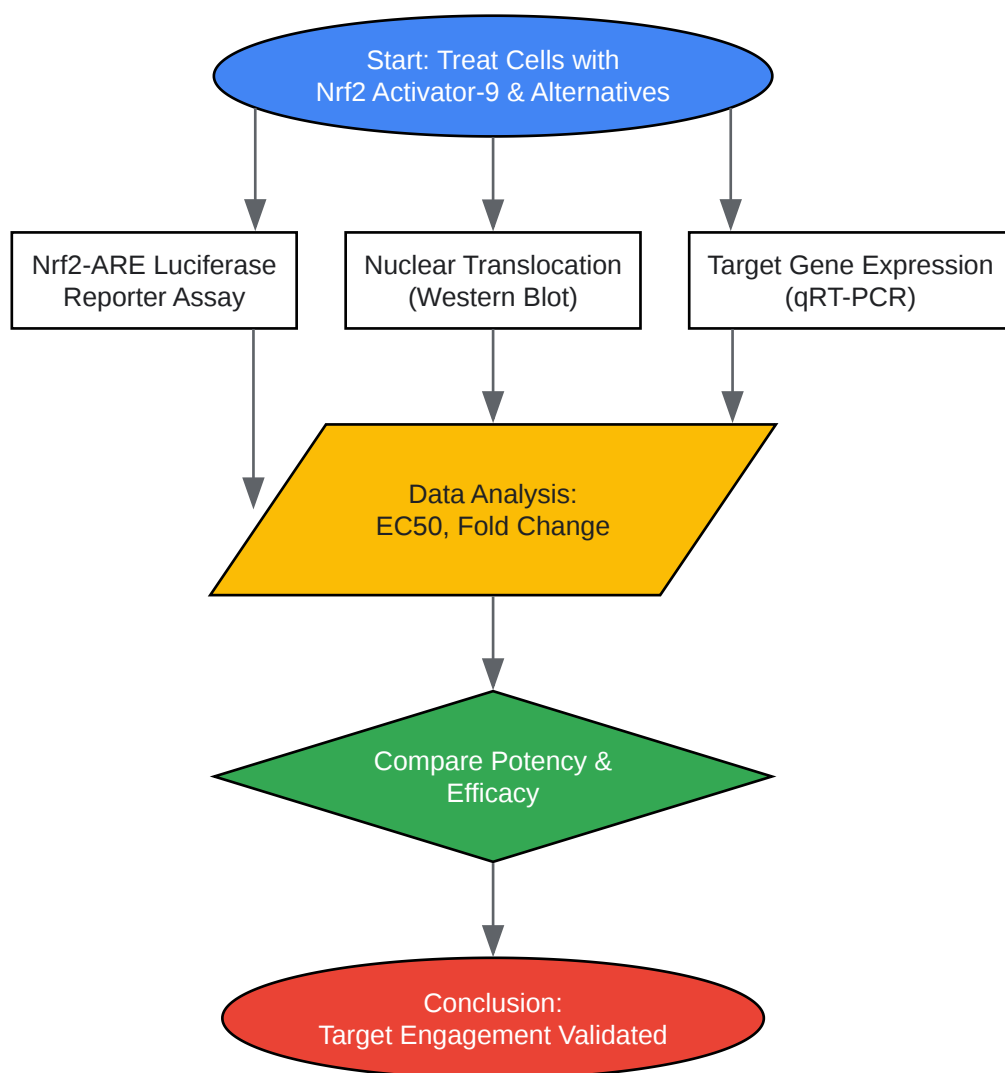 Start: Treat Cells with
Nrf2 Activator-9 & Alternatives
Nrf2-ARE Luciferase
Reporter Assay
Nuclear Translocation
(Western Blot)
Target Gene Expression
(qRT-PCR)
Data Analysis:
EC50, Fold Change
Compare Potency &
Efficacy
Conclusion:
Target Engagement Validated